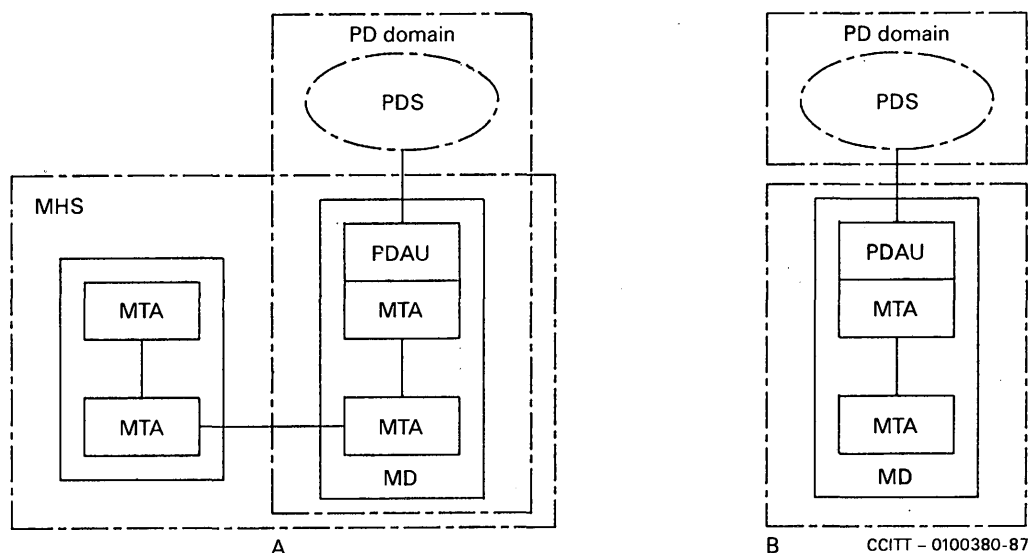 PD domain
PDS
MHS
PDAU
MTA
MTA
MTA
MTA
MD
A
PD domain
PDS
PDAU
MTA
MTA
MD
B
CCITT – 0100380-87